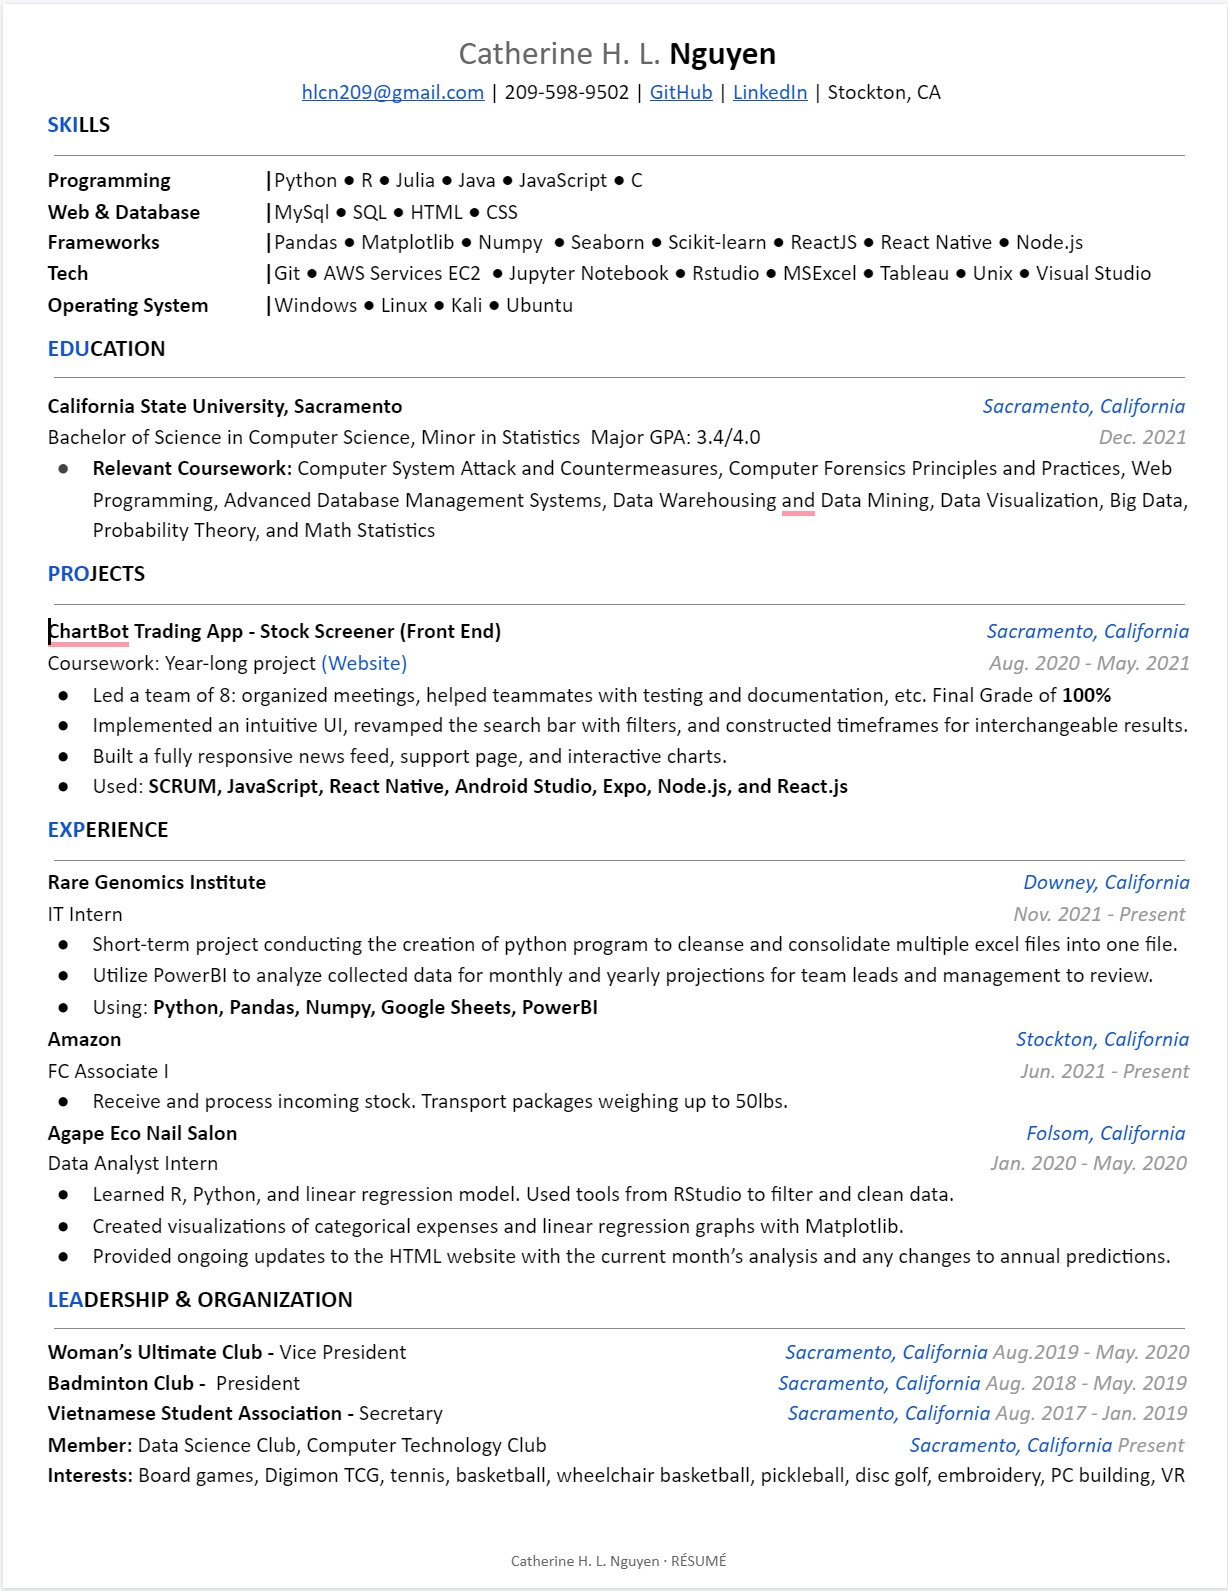 Catherine H. L. Nguyen
hlcn209@gmail.com | 209-598-9502 | GitHub | LinkedIn | Stockton, CA
SKILLS
Programming |Python ● R ● Julia ● Java ● JavaScript ● C
Web & Database |MySql ● SQL ● HTML ● CSS
Frameworks |Pandas ● Matplotlib ● Numpy ● Seaborn ● Scikit-learn ● ReactJS ● React Native ● Node.js
Tech |Git ● AWS Services EC2 ● Jupyter Notebook ● Rstudio ● MSExcel ● Tableau ● Unix ● Visual Studio
Operating System |Windows ● Linux ● Kali ● Ubuntu
EDUCATION
California State University, Sacramento Sacramento, California
Bachelor of Science in Computer Science, Minor in Statistics Major GPA: 3.4/4.0 Dec. 2021
● Relevant Coursework: Computer System Attack and Countermeasures, Computer Forensics Principles and Practices, Web
Programming, Advanced Database Management Systems, Data Warehousing and Data Mining, Data Visualization, Big Data,
Probability Theory, and Math Statistics
PROJECTS
ChartBot Trading App - Stock Screener (Front End) Sacramento, California
Coursework: Year-long project (Website) Aug. 2020 - May. 2021
● Led a team of 8: organized meetings, helped teammates with testing and documentation, etc. Final Grade of 100%
● Implemented an intuitive UI, revamped the search bar with filters, and constructed timeframes for interchangeable results.
● Built a fully responsive news feed, support page, and interactive charts.
● Used: SCRUM, JavaScript, React Native, Android Studio, Expo, Node.js, and React.js
EXPERIENCE
Rare Genomics Institute Downey, California
IT Intern Nov. 2021 - Present
● Short-term project conducting the creation of python program to cleanse and consolidate multiple excel files into one file.
● Utilize PowerBI to analyze collected data for monthly and yearly projections for team leads and management to review.
● Using: Python, Pandas, Numpy, Google Sheets, PowerBI
Amazon Stockton, California
FC Associate I Jun. 2021 - Present
● Receive and process incoming stock. Transport packages weighing up to 50lbs.
Agape Eco Nail Salon Folsom, California
Data Analyst Intern Jan. 2020 - May. 2020
● Learned R, Python, and linear regression model. Used tools from RStudio to filter and clean data.
● Created visualizations of categorical expenses and linear regression graphs with Matplotlib.
● Provided ongoing updates to the HTML website with the current month’s analysis and any changes to annual predictions.
LEADERSHIP & ORGANIZATION
Woman’s Ultimate Club - Vice President Sacramento, California Aug.2019 - May. 2020
Badminton Club - President Sacramento, California Aug. 2018 - May. 2019
Vietnamese Student Association - Secretary Sacramento, California Aug. 2017 - Jan. 2019
Member: Data Science Club, Computer Technology Club Sacramento, California Present
Interests: Board games, Digimon TCG, tennis, basketball, wheelchair basketball, pickleball, disc golf, embroidery, PC building, VR
Catherine H. L. Nguyen · RÉSUMÉ